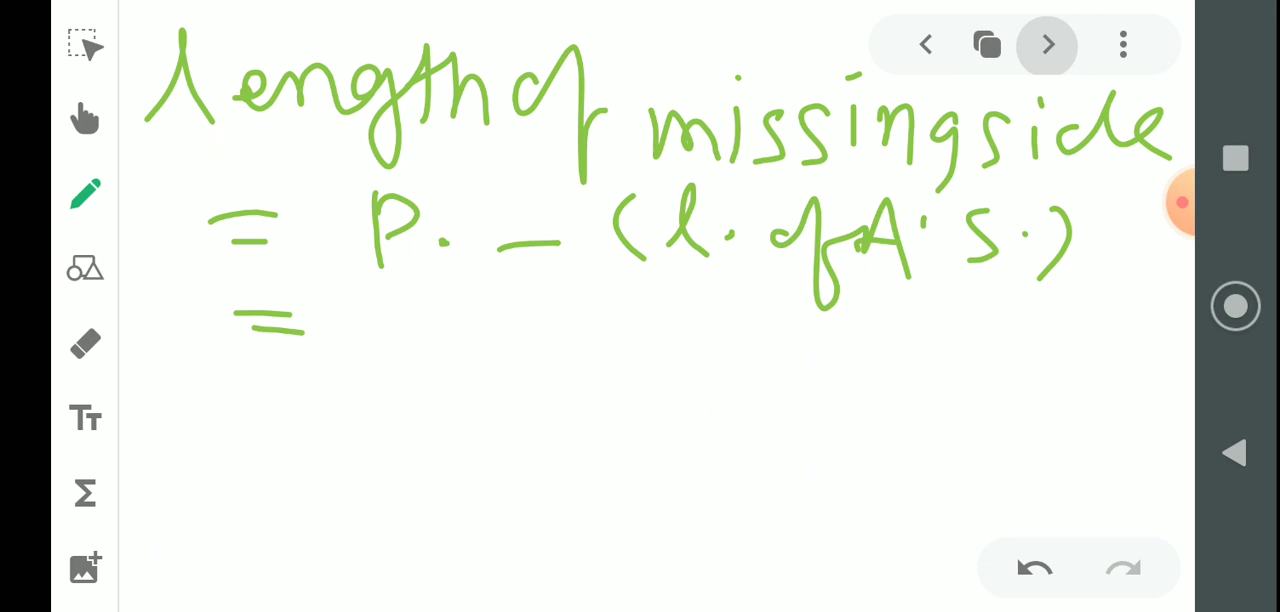 length of missing side
= P. - (l. of A. S.)
=